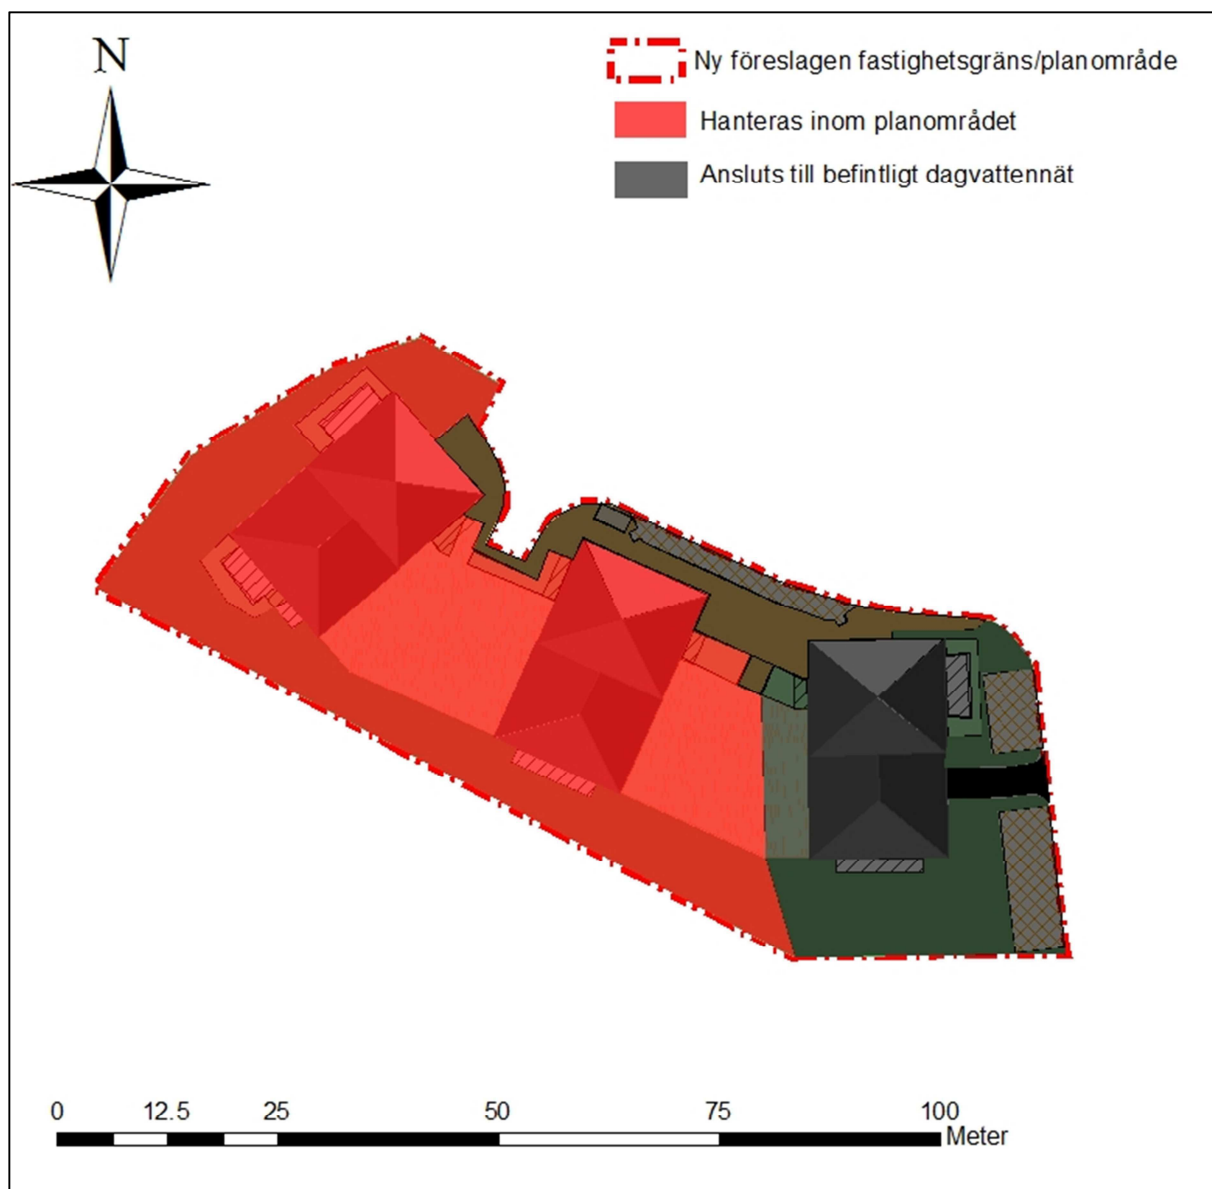 N
Ny föreslagen fastighetsgräns/planområde
Hanteras inom planområdet
Ansluts till befintligt dagvattennät
0 12.5 25 50 75 100
Meter